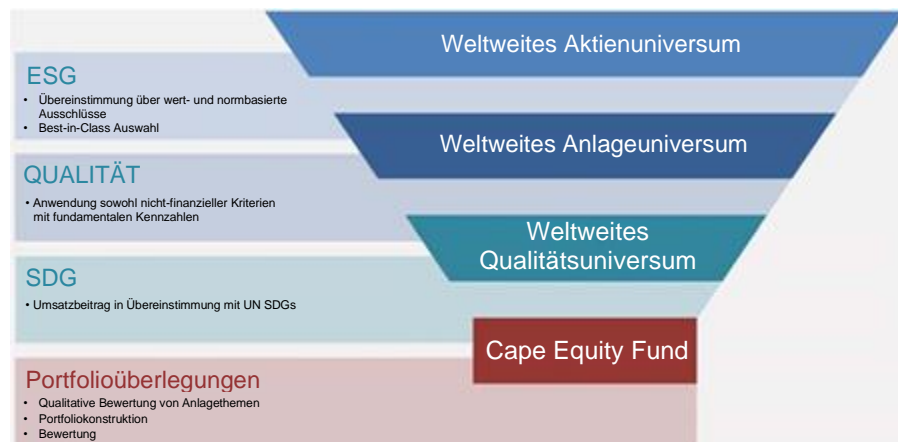 Weltweites Aktienuniversum
ESG
• Übereinstimmung über wert- und normbasierte
Ausschlüsse
• Best-in-Class Auswahl
Weltweites Anlageuniversum
QUALITÄT
• Anwendung sowohl nicht-finanzieller Kriterien
mit fundamentalen Kennzahlen
Weltweites
Qualitätsuniversum
SDG
• Umsatzbeitrag in Übereinstimmung mit UN SDGs
Cape Equity Fund
Portfolioüberlegungen
• Qualitative Bewertung von Anlagethemen
• Portfoliokonstruktion
• Bewertung